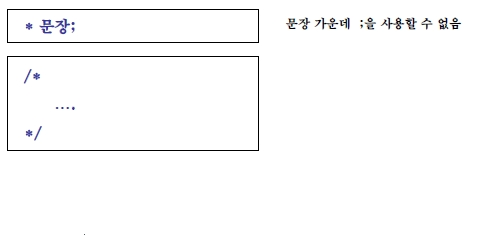 * 문장;
문장 가운데 ;을 사용할 수 없음
/*
....
*/